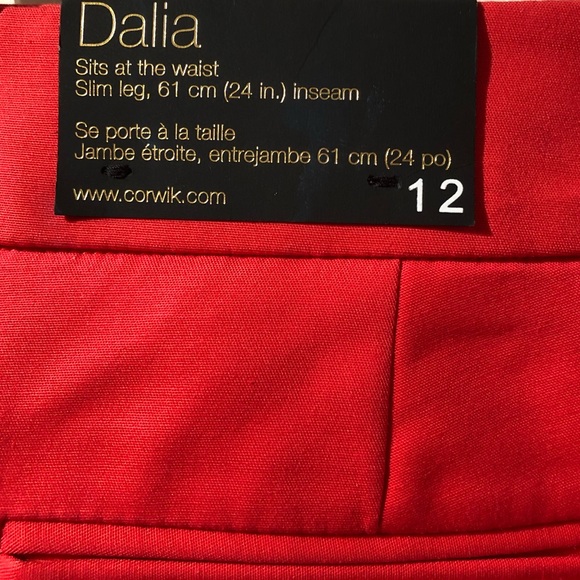 Dalia
Sits at the waist
Slim leg, 61 cm (24 in.) inseam
Se porte à la taille
Jambe étroite, entrejambe 61 cm (24 po)
www.corwik.com
12